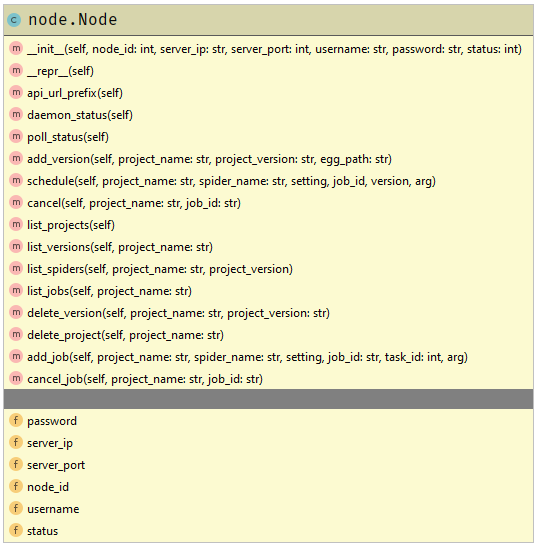 c node.Node
m __init__(self, node_id: int, server_ip: str, server_port: int, username: str, password: str, status: int)
m __repr__(self)
m api_url_prefix(self)
m daemon_status(self)
m poll_status(self)
m add_version(self, project_name: str, project_version: str, egg_path: str)
m schedule(self, project_name: str, spider_name: str, setting, job_id, version, arg)
m cancel(self, project_name: str, job_id: str)
m list_projects(self)
m list_versions(self, project_name: str)
m list_spiders(self, project_name: str, project_version)
m list_jobs(self, project_name: str)
m delete_version(self, project_name: str, project_version: str)
m delete_project(self, project_name: str)
m add_job(self, project_name: str, spider_name: str, setting, job_id: str, task_id: int, arg)
m cancel_job(self, project_name: str, job_id: str)
f password
f server_ip
f server_port
f node_id
f username
f status